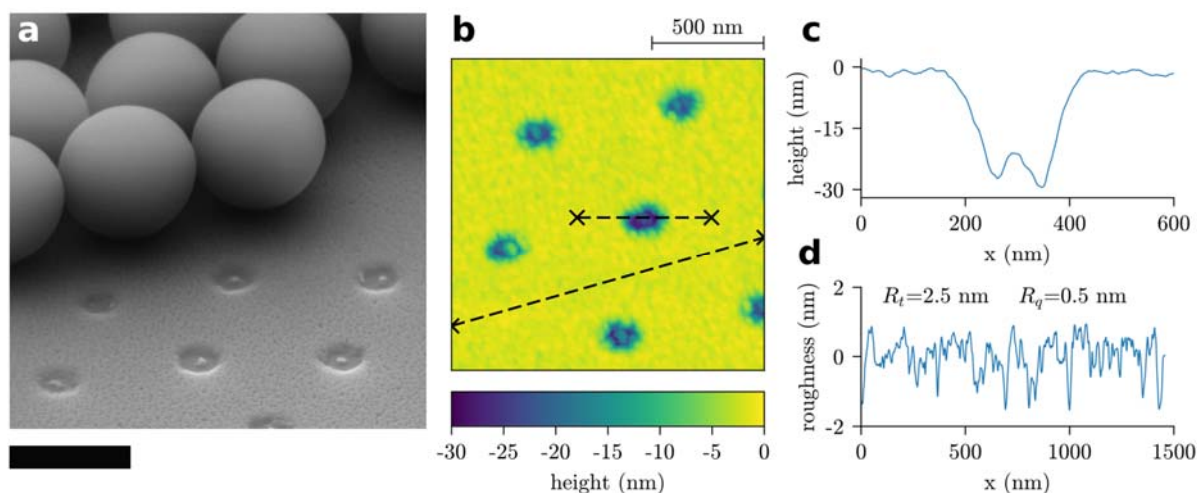 a
b
500 nm
-30 -25 -20 -15 -10 -5 0
height (nm)
c
0
-15
-30
height (nm)
0 200 400 600
x (nm)
d
2
0
-2
roughness (nm)
R_t=2.5 nm R_q=0.5 nm
0 500 1000 1500
x (nm)